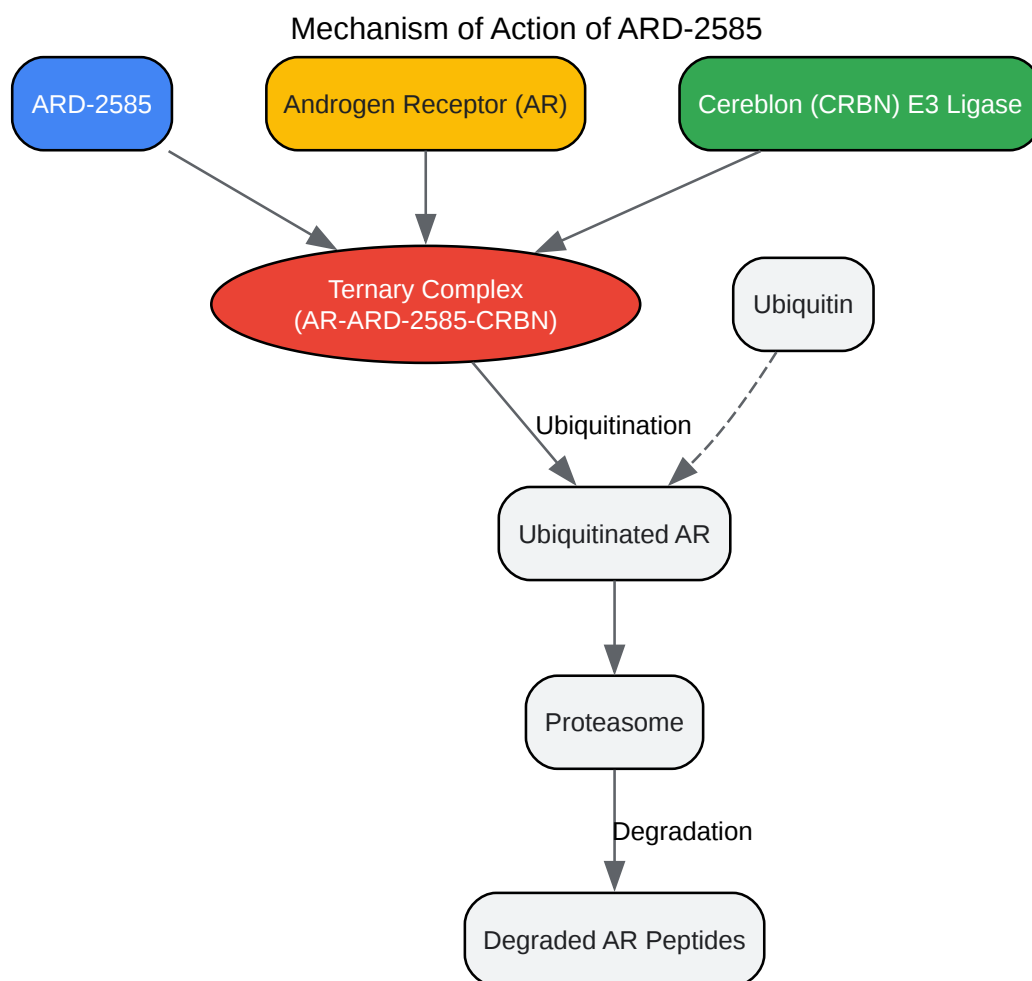 Mechanism of Action of ARD-2585
ARD-2585
Androgen Receptor (AR)
Cereblon (CRBN) E3 Ligase
Ternary Complex
(AR-ARD-2585-CRBN)
Ubiquitin
Ubiquitination
Ubiquitinated AR
Proteasome
Degradation
Degraded AR Peptides